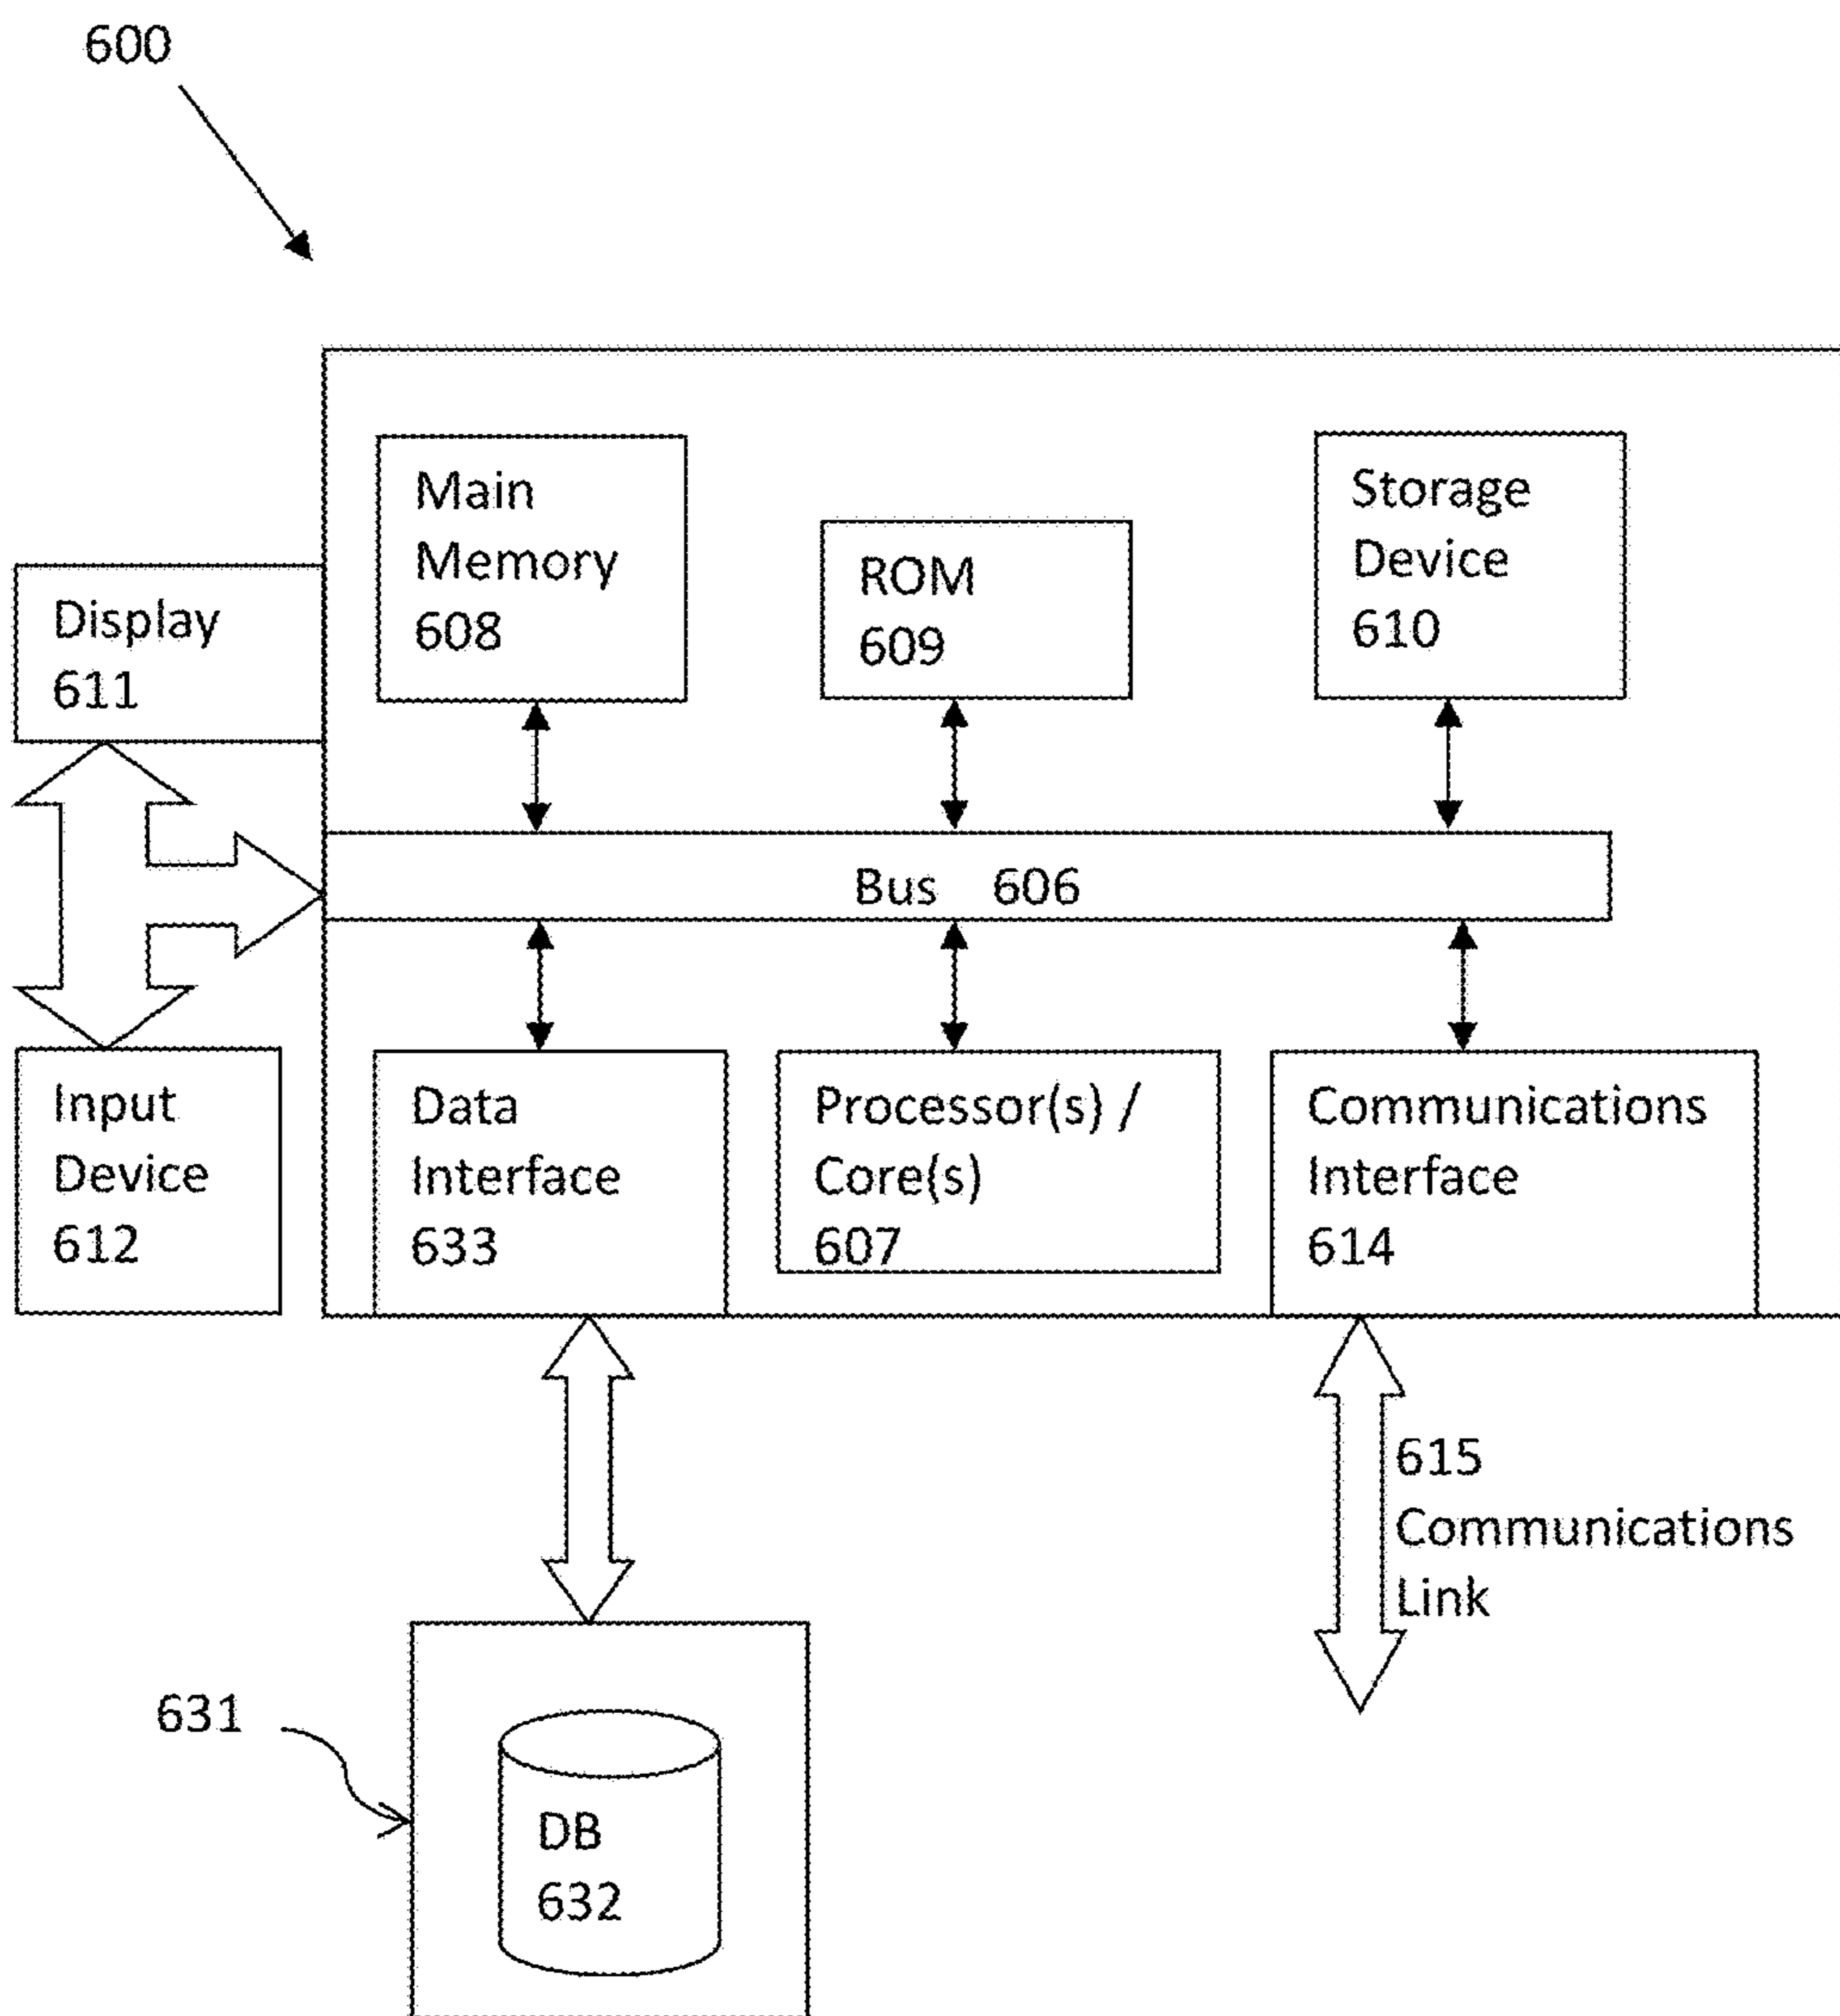 600
Main
Memory
608
ROM
609
Storage
Device
610
Display
611
Bus 606
Input
Device
612
Data
Interface
633
Processor(s) /
Core(s)
607
Communications
Interface
614
615
Communications
Link
631
DB
632